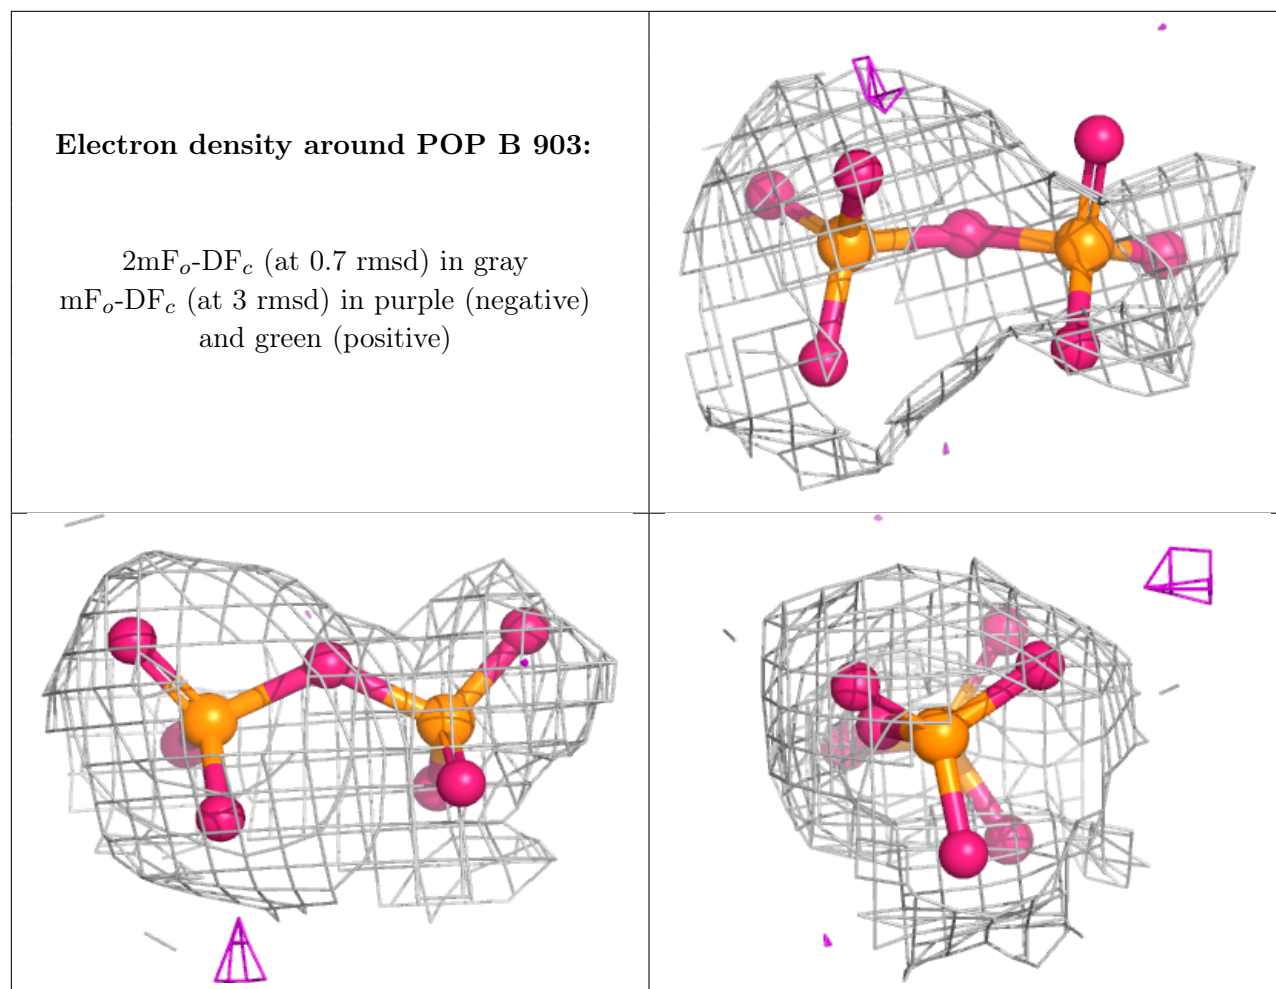 Electron density around POP B 903:
2mFo-DFc (at 0.7 rmsd) in gray
mFo-DFc (at 3 rmsd) in purple (negative)
and green (positive)